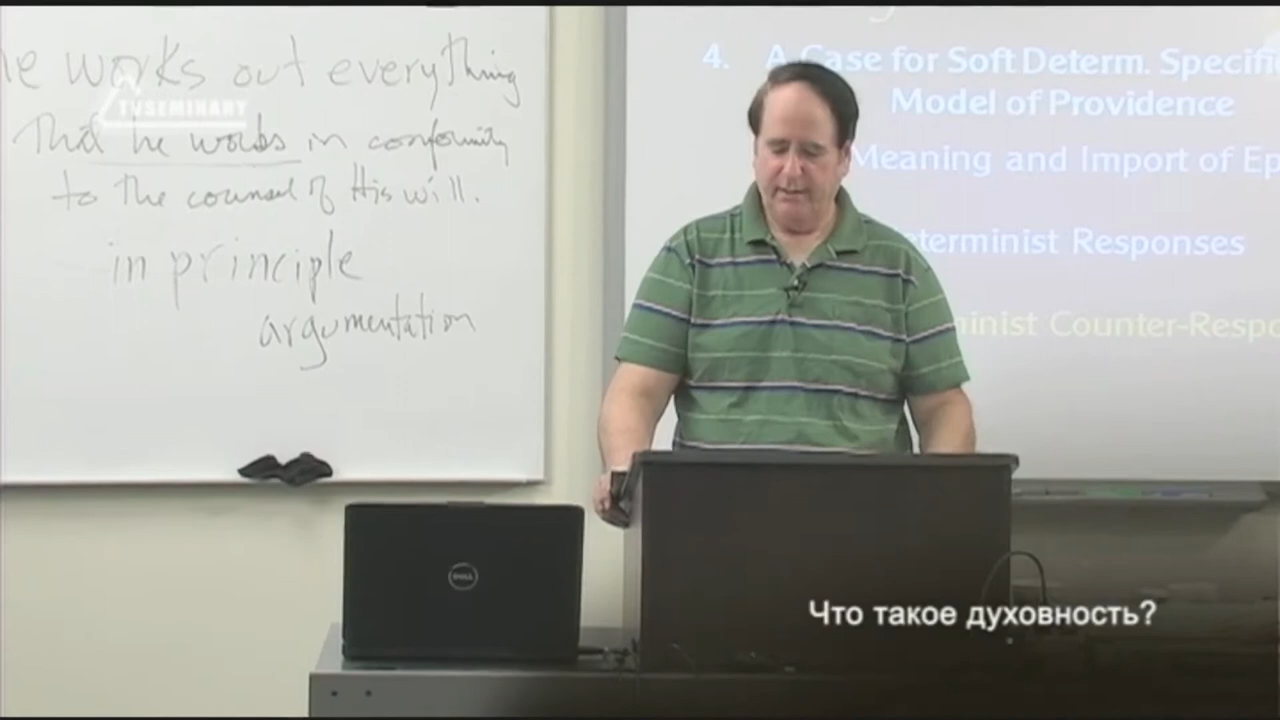 he works out everything
TVSEMINARY
that he works in conformity
to the counsel of His will.
in principle
argumentation
4. A Case for Soft Determ. Specific
Model of Providence
Meaning and Import of Ep
eterminist Responses
minist Counter-Respo
DELL
Что такое духовность?